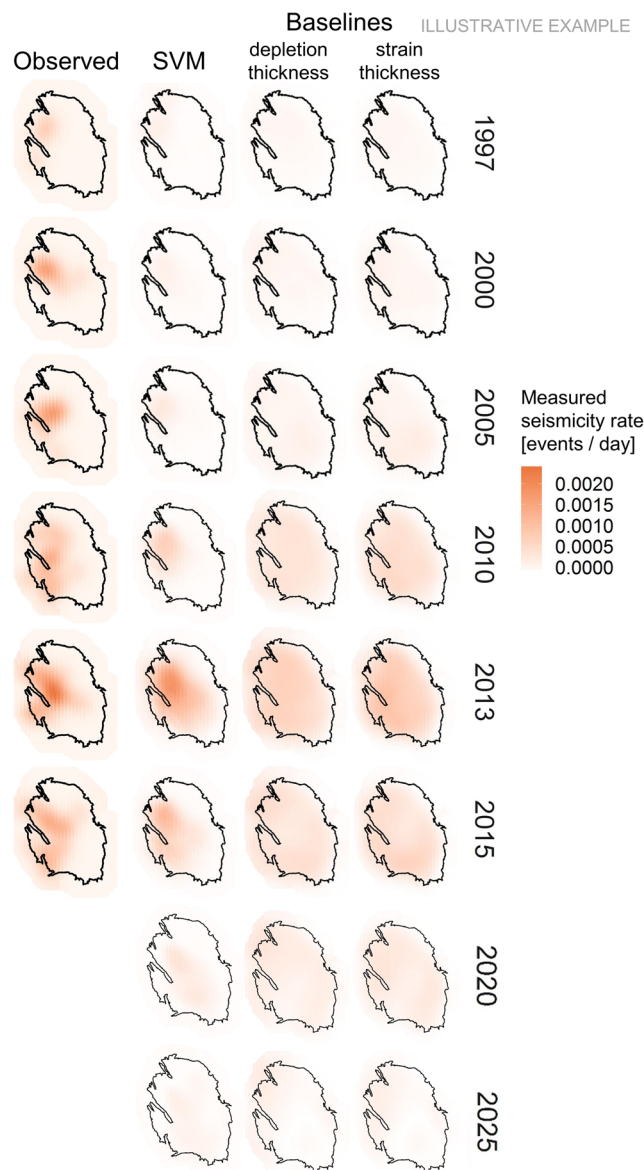 Baselines
ILLUSTRATIVE EXAMPLE
Observed
SVM
depletion
thickness
strain
thickness
1997
2000
2005
2010
2013
2015
2020
2025
Measured
seismicity rate
[events / day]
0.0020
0.0015
0.0010
0.0005
0.0000